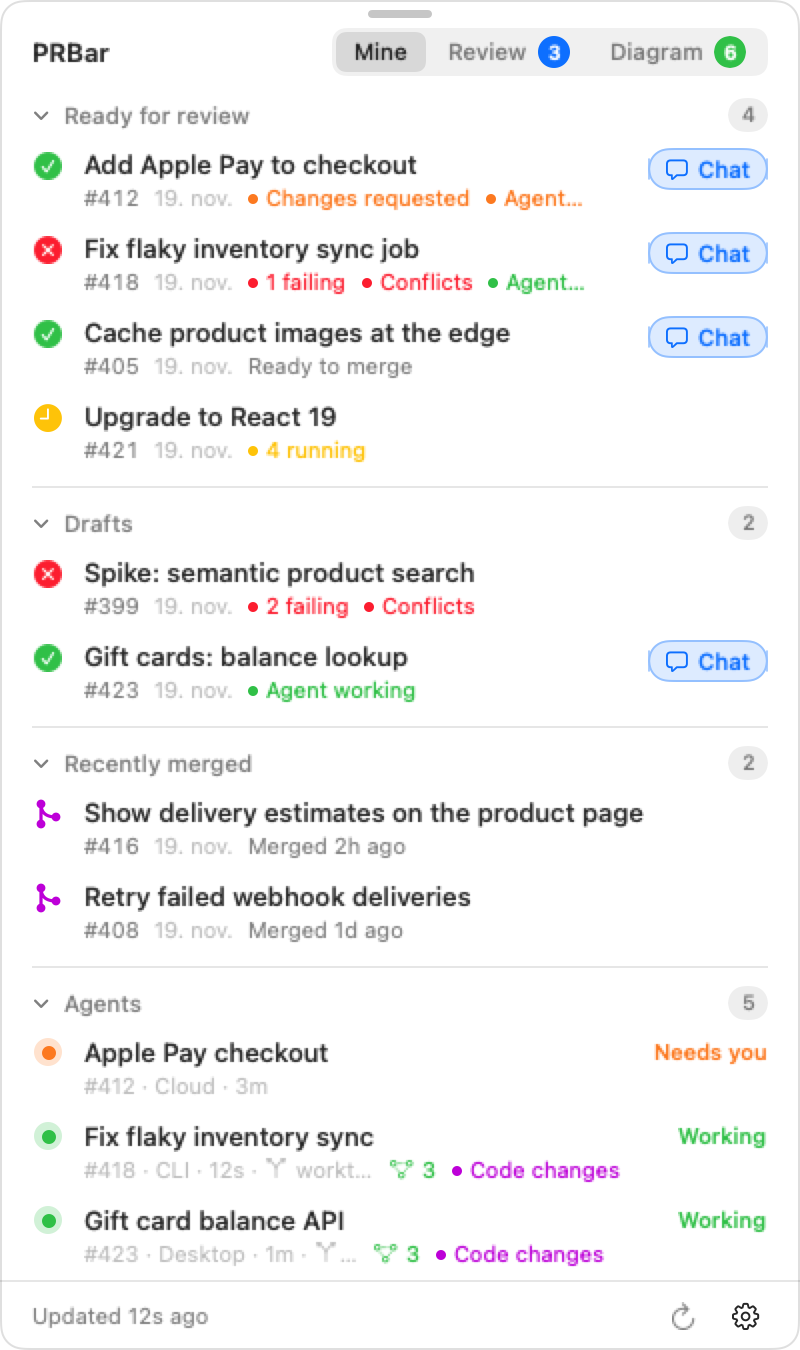 PRBar Mine Review 3 Diagram 6
Ready for review 4
Add Apple Pay to checkout Chat
#412 19. nov. Changes requested Agent...
Fix flaky inventory sync job Chat
#418 19. nov. 1 failing Conflicts Agent...
Cache product images at the edge Chat
#405 19. nov. Ready to merge
Upgrade to React 19
#421 19. nov. 4 running
Drafts 2
Spike: semantic product search
#399 19. nov. 2 failing Conflicts
Gift cards: balance lookup Chat
#423 19. nov. Agent working
Recently merged 2
Show delivery estimates on the product page
#416 19. nov. Merged 2h ago
Retry failed webhook deliveries
#408 19. nov. Merged 1d ago
Agents 5
Apple Pay checkout Needs you
#412 · Cloud · 3m
Fix flaky inventory sync Working
#418 · CLI · 12s · workt... 3 Code changes
Gift card balance API Working
#423 · Desktop · 1m · ... 3 Code changes
Updated 12s ago